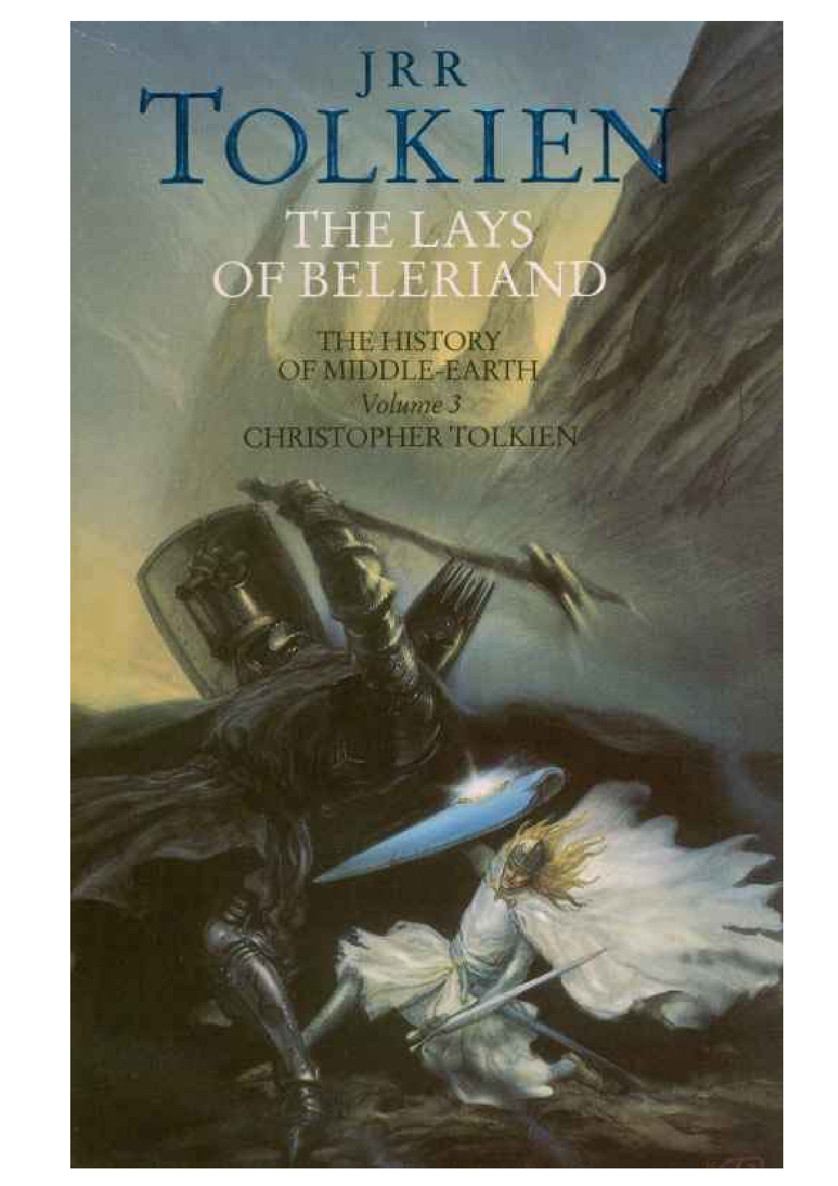 JRR
TOLKIEN
THE LAYS
OF BELERIAND
THE HISTORY
OF MIDDLE-EARTH
Volume 3
CHRISTOPHER TOLKIEN